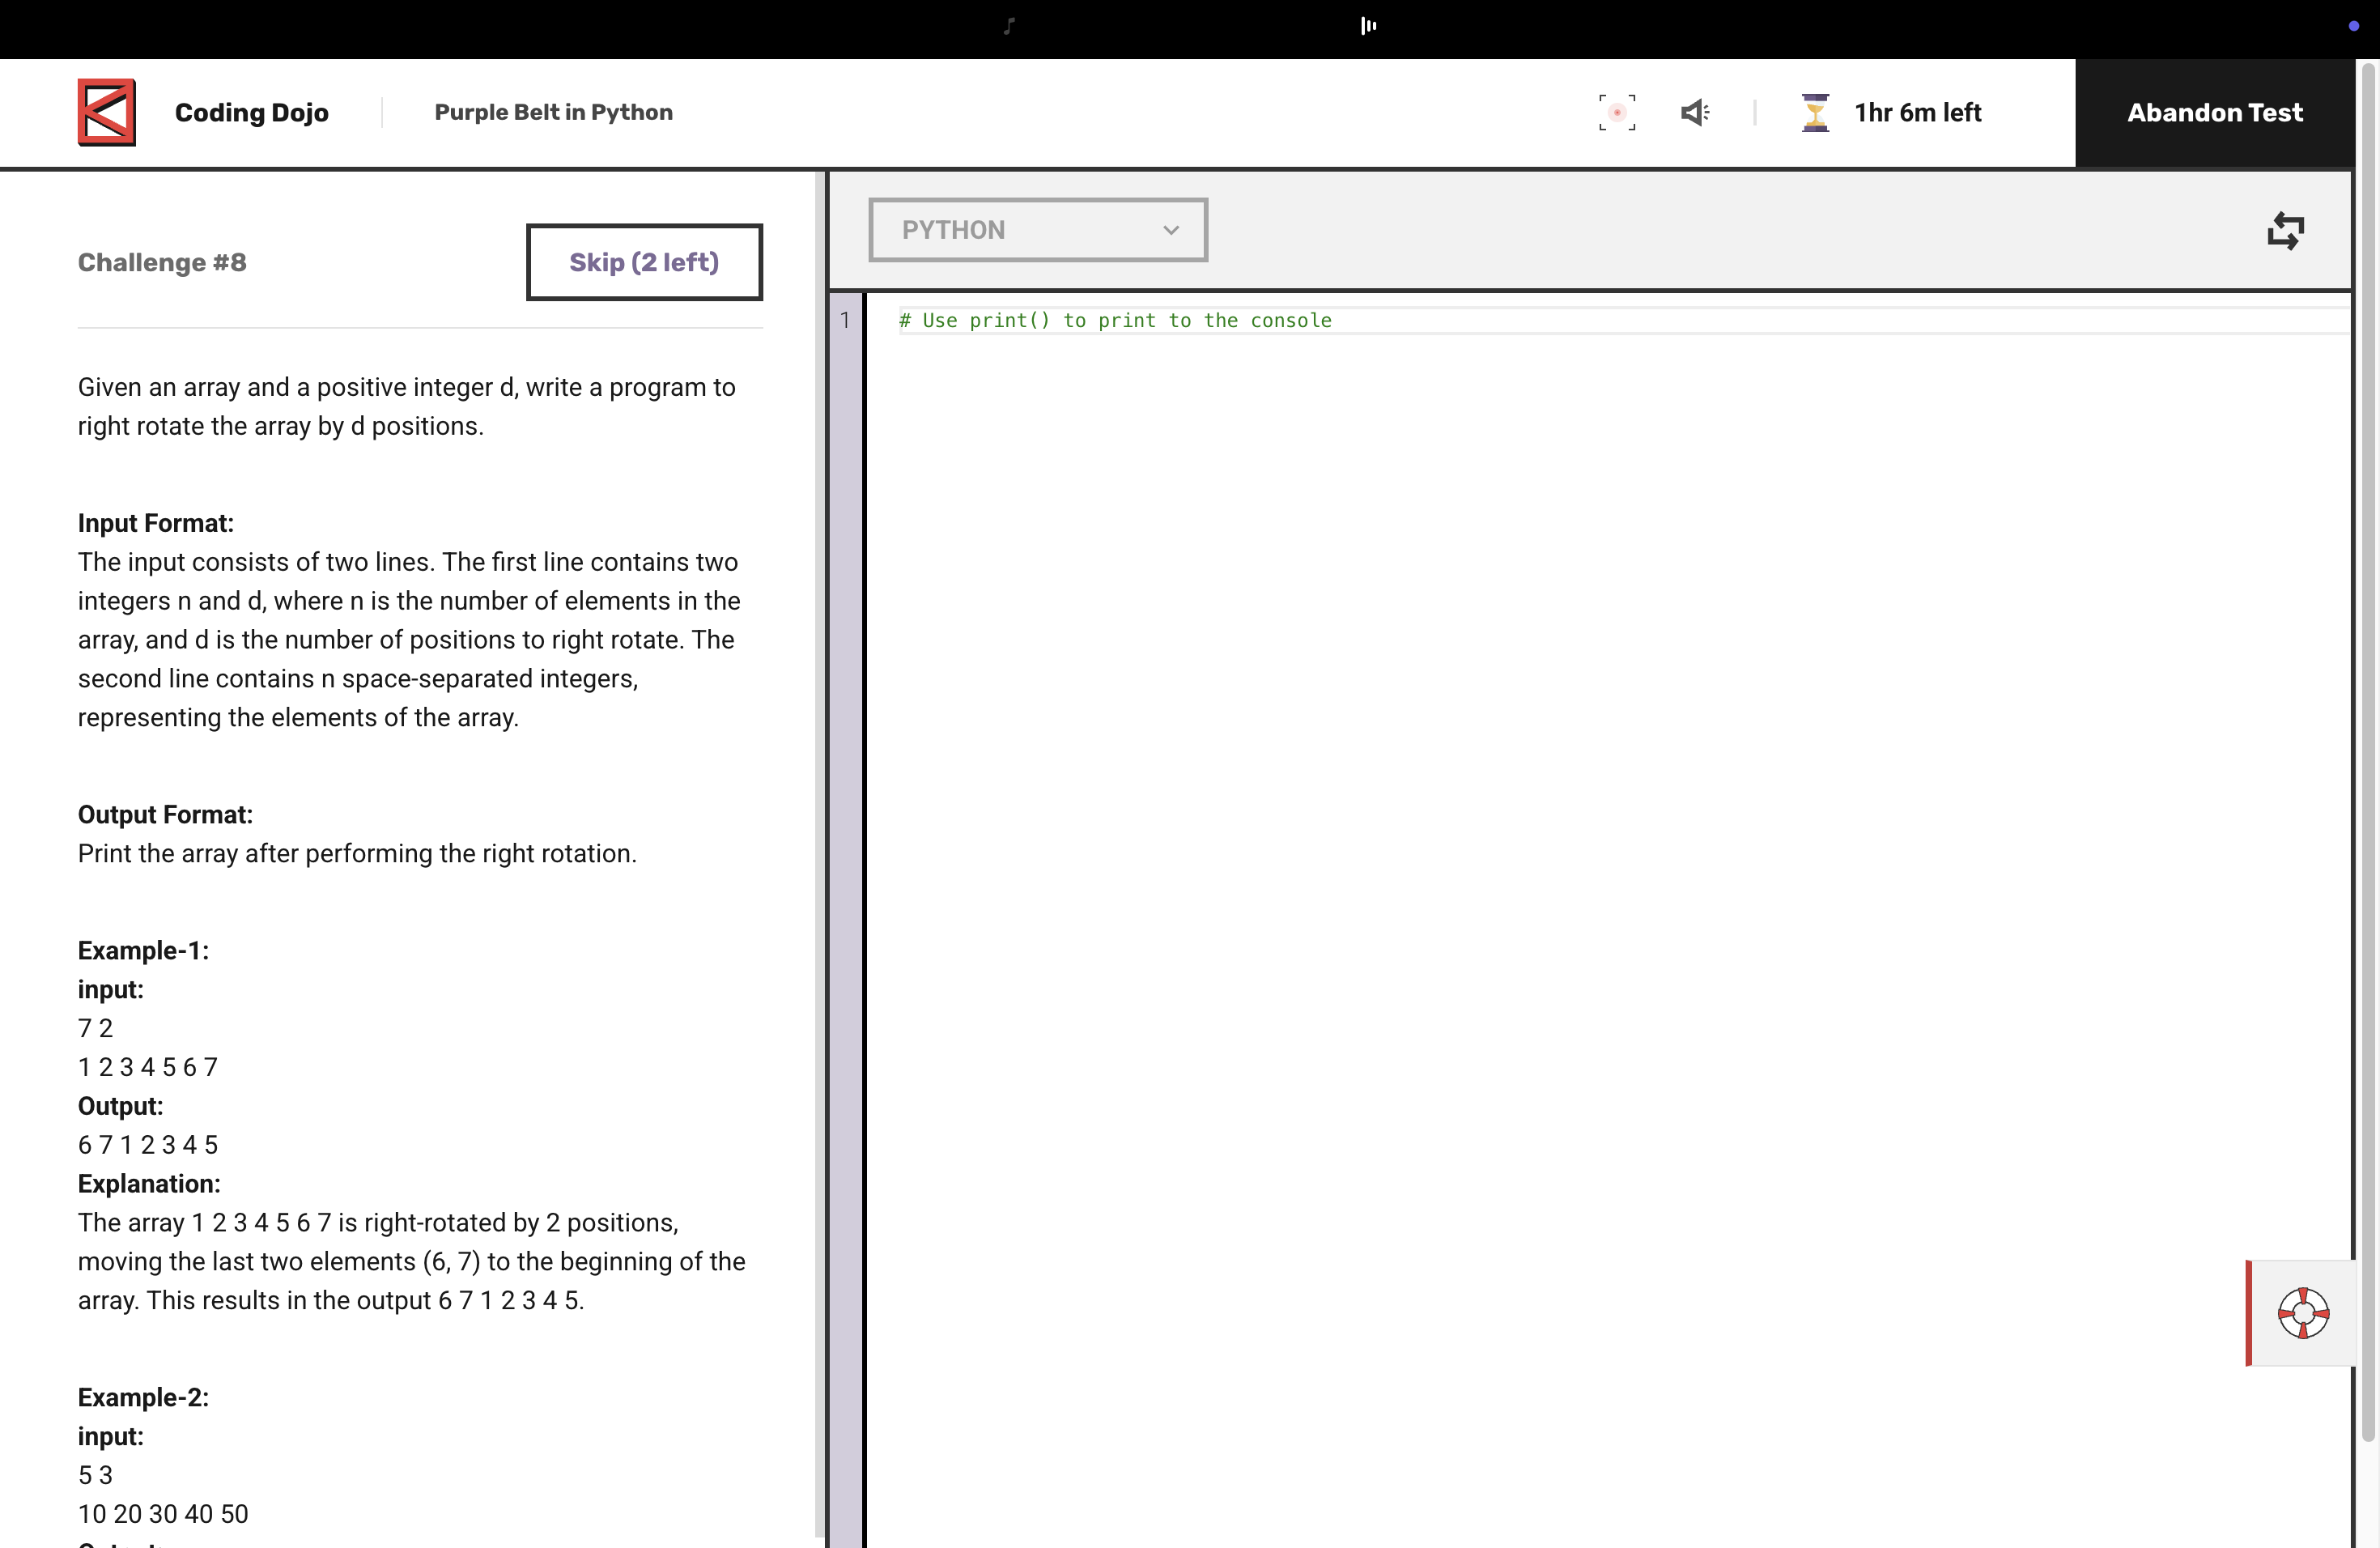 Coding Dojo
Purple Belt in Python
1hr 6m left
Abandon Test
Challenge #8
Skip (2 left)
Given an array and a positive integer d, write a program to
right rotate the array by d positions.
Input Format:
The input consists of two lines. The first line contains two
integers n and d, where n is the number of elements in the
array, and d is the number of positions to right rotate. The
second line contains n space-separated integers,
representing the elements of the array.
Output Format:
Print the array after performing the right rotation.
Example-1:
input:
7 2
1 2 3 4 5 6 7
Output:
6 7 1 2 3 4 5
Explanation:
The array 1 2 3 4 5 6 7 is right-rotated by 2 positions,
moving the last two elements (6, 7) to the beginning of the
array. This results in the output 6 7 1 2 3 4 5.
Example-2:
input:
5 3
10 20 30 40 50
PYTHON
1
# Use print() to print to the console